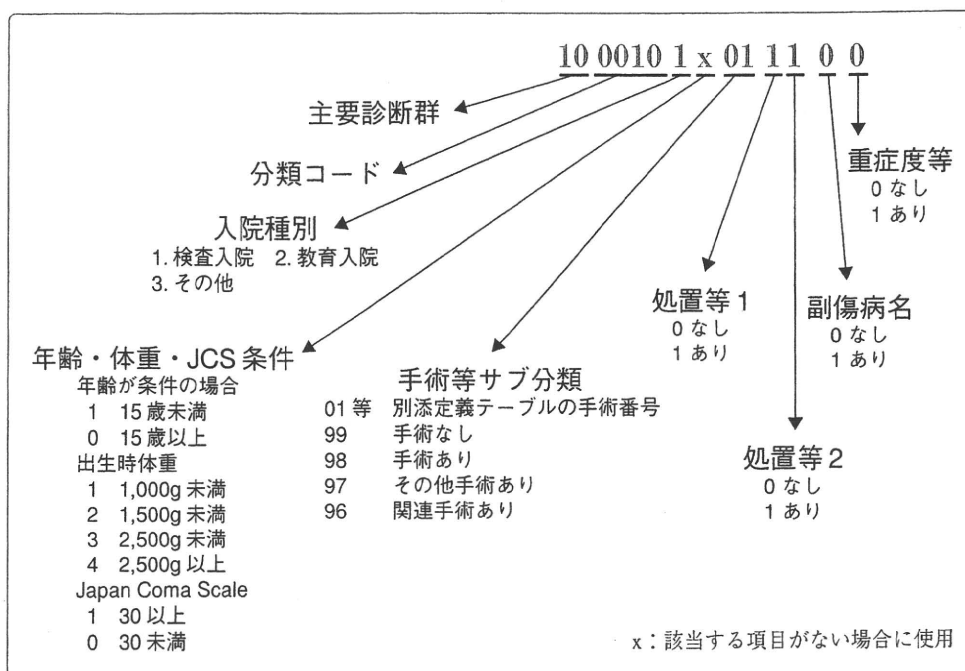 10 0010 1 x 01 1 1 0 0
主要診断群
分類コード
入院種別
1. 検査入院 2. 教育入院
3. その他
年齢・体重・JCS 条件
年齢が条件の場合
1 15 歳未満
0 15 歳以上
出生時体重
1 1,000g 未満
2 1,500g 未満
3 2,500g 未満
4 2,500g 以上
Japan Coma Scale
1 30 以上
0 30 未満
手術等サブ分類
01 等 別添定義テーブルの手術番号
99 手術なし
98 手術あり
97 その他手術あり
96 関連手術あり
処置等 1
0 なし
1 あり
処置等 2
0 なし
1 あり
副傷病名
0 なし
1 あり
重症度等
0 なし
1 あり
x：該当する項目がない場合に使用